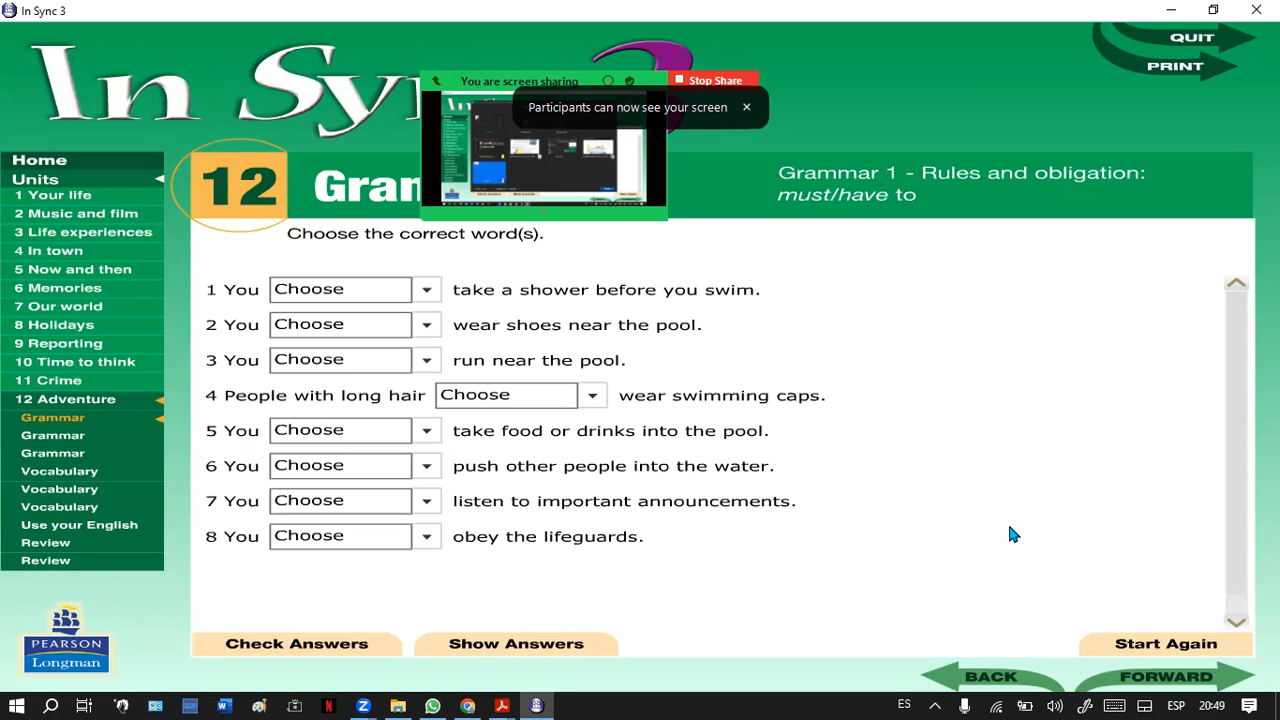 In Sync 3
QUIT
PRINT
In Sync 3
You are screen sharing
Stop Share
Participants can now see your screen
Home
Units
1 Your life
2 Music and film
3 Life experiences
4 In town
5 Now and then
6 Memories
7 Our world
8 Holidays
9 Reporting
10 Time to think
11 Crime
12 Adventure
Grammar
Grammar
Grammar
Vocabulary
Vocabulary
Vocabulary
Use your English
Review
Review
PEARSON
Longman
12
Gram
Grammar 1 - Rules and obligation:
must/have to
Choose the correct word(s).
1 You Choose take a shower before you swim.
2 You Choose wear shoes near the pool.
3 You Choose run near the pool.
4 People with long hair Choose wear swimming caps.
5 You Choose take food or drinks into the pool.
6 You Choose push other people into the water.
7 You Choose listen to important announcements.
8 You Choose obey the lifeguards.
Check Answers
Show Answers
Start Again
BACK
FORWARD
ES
ESP
20:49